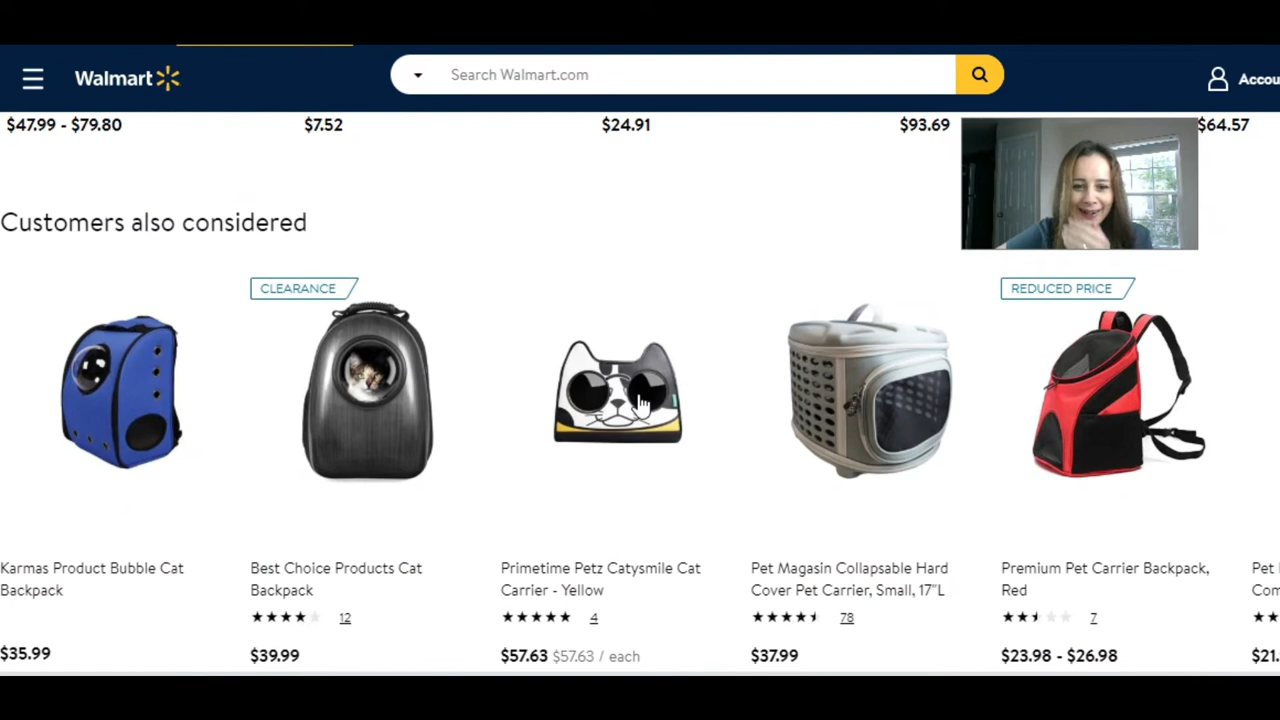 Walmart
Search Walmart.com
Accou
$47.99 - $79.80
$7.52
$24.91
$93.69
$64.57
Customers also considered
CLEARANCE
REDUCED PRICE
Karmas Product Bubble Cat
Backpack
$35.99
Best Choice Products Cat
Backpack
12
$39.99
Primetime Petz Catysmile Cat
Carrier - Yellow
4
$57.63 $57.63 / each
Pet Magasin Collapsable Hard
Cover Pet Carrier, Small, 17"L
78
$37.99
Premium Pet Carrier Backpack,
Red
7
$23.98 - $26.98
Pet
Com
$21.